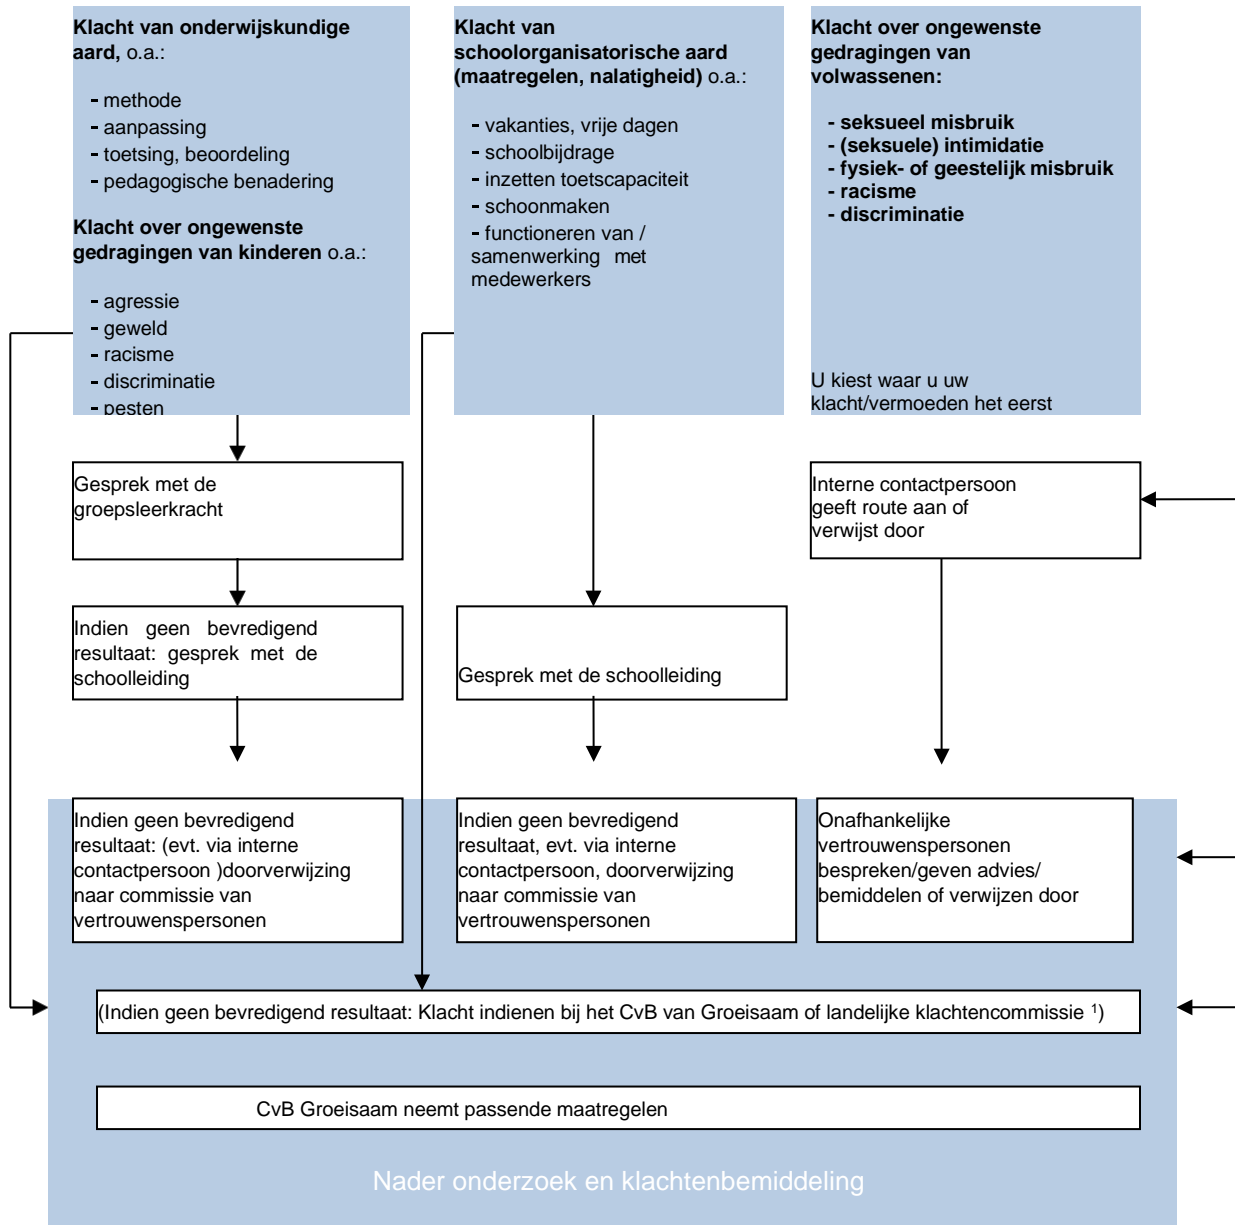 Klacht van onderwijskundige
aard, o.a.:
- methode
- aanpassing
- toetsing, beoordeling
- pedagogische benadering
Klacht over ongewenste
gedragingen van kinderen o.a.:
- agressie
- geweld
- racisme
- discriminatie
- pesten
Klacht van
schoolorganisatorische aard
(maatregelen, nalatigheid) o.a.:
- vakanties, vrije dagen
- schoolbijdrage
- inzetten toetscapaciteit
- schoonmaken
- functioneren van /
samenwerking met
medewerkers
Klacht over ongewenste
gedragingen van
volwassenen:
- seksueel misbruik
- (seksuele) intimidatie
- fysiek- of geestelijk misbruik
- racisme
- discriminatie
U kiest waar u uw
klacht/vermoeden het eerst
Gesprek met de
groepsleerkracht
Interne contactpersoon
geeft route aan of
verwijst door
Indien geen bevredigend
resultaat: gesprek met de
schoolleiding
Gesprek met de schoolleiding
Indien geen bevredigend
resultaat: (evt. via interne
contactpersoon )doorverwijzing
naar commissie van
vertrouwenspersonen
Indien geen bevredigend
resultaat, evt. via interne
contactpersoon, doorverwijzing
naar commissie van
vertrouwenspersonen
Onafhankelijke
vertrouwenspersonen
bespreken/geven advies/
bemiddelen of verwijzen door
(Indien geen bevredigend resultaat: Klacht indienen bij het CvB van Groeisaam of landelijke klachtencommissie ¹)
CvB Groeisaam neemt passende maatregelen
Nader onderzoek en klachtenbemiddeling